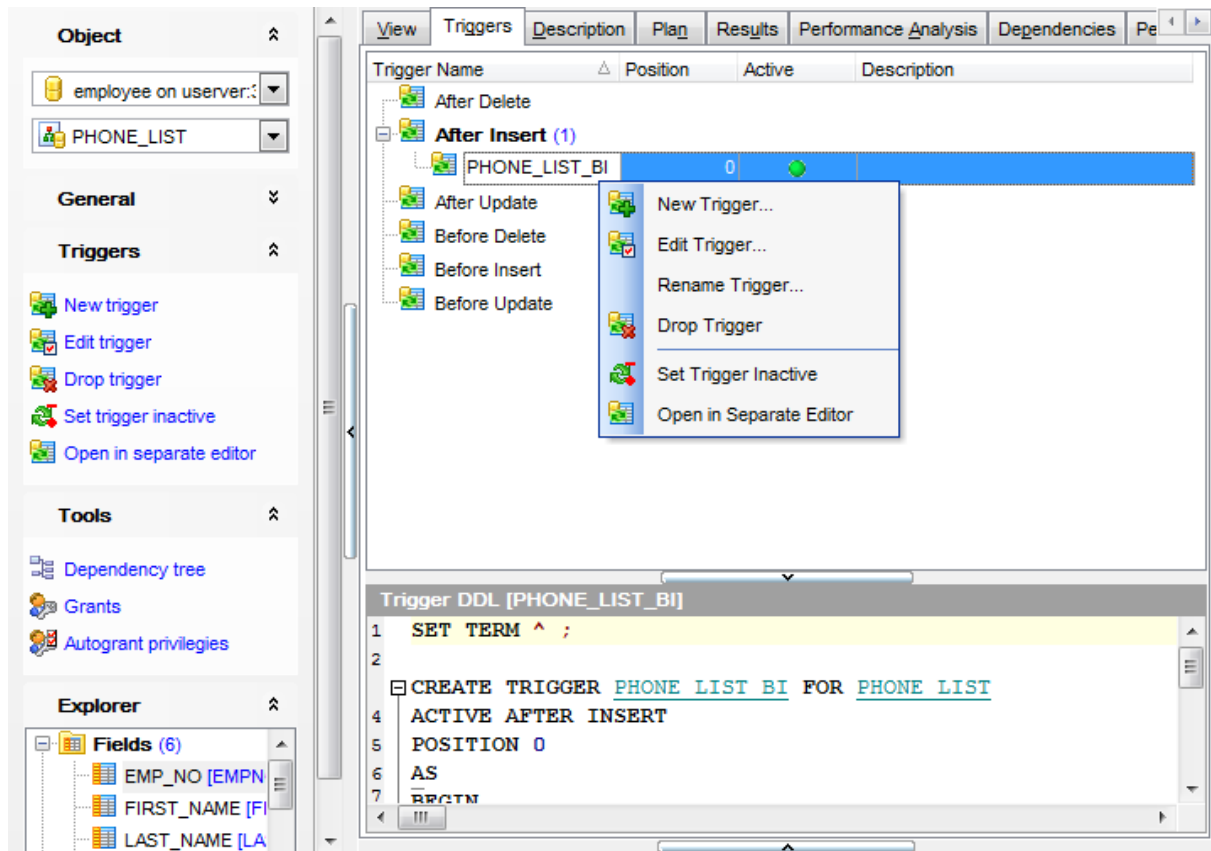 Object
employee on userver:3
PHONE_LIST
General
Triggers
New trigger
Edit trigger
Drop trigger
Set trigger inactive
Open in separate editor
Tools
Dependency tree
Grants
Autogrant privilegies
Explorer
Fields (6)
EMP_NO [EMPN
FIRST_NAME [FI
LAST_NAME [LA
View Triggers Description Plan Results Performance Analysis Dependencies Pe
Trigger Name Position Active Description
After Delete
After Insert (1)
PHONE_LIST_BI 0
After Update
Before Delete
Before Insert
Before Update
New Trigger...
Edit Trigger...
Rename Trigger...
Drop Trigger
Set Trigger Inactive
Open in Separate Editor
Trigger DDL [PHONE_LIST_BI]
1 SET TERM ^ ;
2
CREATE TRIGGER PHONE_LIST_BI FOR PHONE_LIST
4 ACTIVE AFTER INSERT
5 POSITION 0
6 AS
7 BEGIN